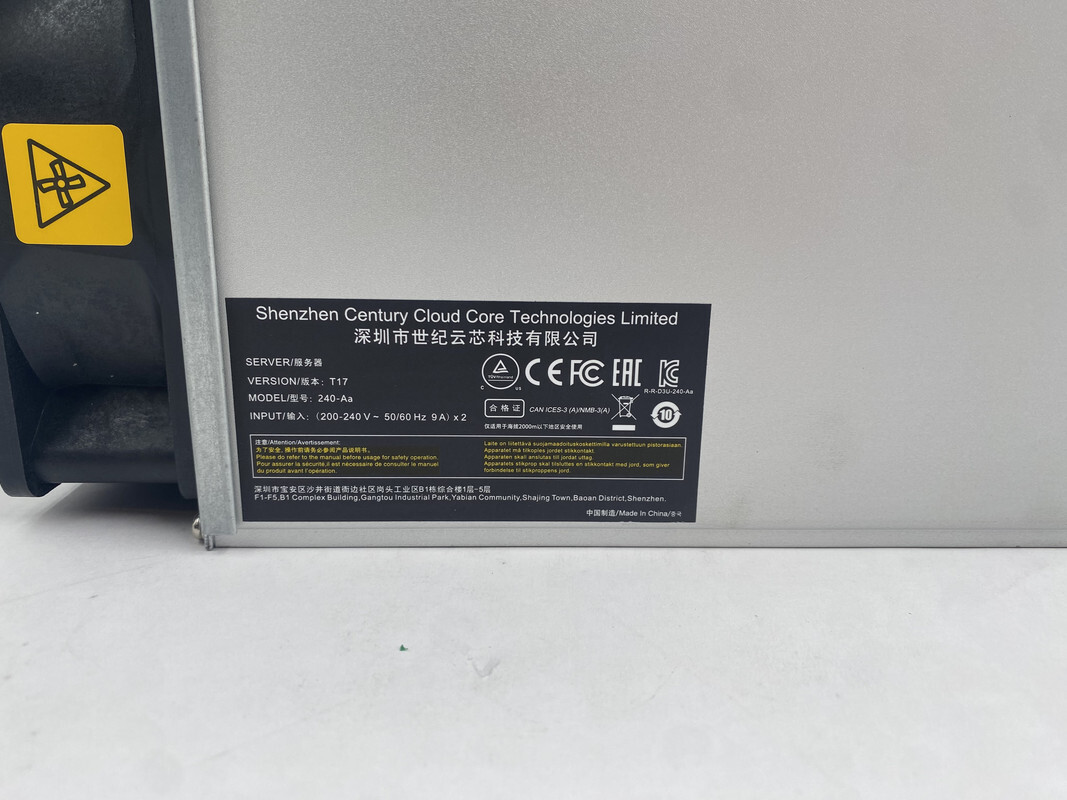 Shenzhen Century Cloud Core Technologies Limited
深圳市世纪云芯科技有限公司
SERVER/服务器
VERSION/版本: T17
MODEL/型号: 240-Aa
INPUT/输入: (200-240 V ~ 50/60 Hz 9 A) x 2
TÜVRheinland
C US
CE FC EAC
R-R-D3U-240-Aa
合格证
CAN ICES-3 (A)/NMB-3(A)
10
仅适用于海拔2000m以下地区安全使用
注意/Attention/Avertissement:
为了安全, 操作前请务必参阅产品说明书。
Please do refer to the manual before usage for safety operation.
Pour assurer la sécurité,il est nécessaire de consulter le manuel
du produit avant l'opération.
Laite on liitettävä suojamaadoituskoskettimilla varustettuun pistorasiaan.
Apparatet må tilkoples jordet stikkontakt.
Apparaten skall anslutas till jordat uttag.
Apparatets stikprop skal tilsluttes en stikkontakt med jord, som giver
forbindelse til stikproppens jord.
深圳市宝安区沙井街道衙边社区岗头工业区B1栋综合楼1层-5层
F1-F5,B1 Complex Building,Gangtou Industrial Park,Yabian Community,Shajing Town,Baoan District,Shenzhen.
中国制造/Made In China/중국